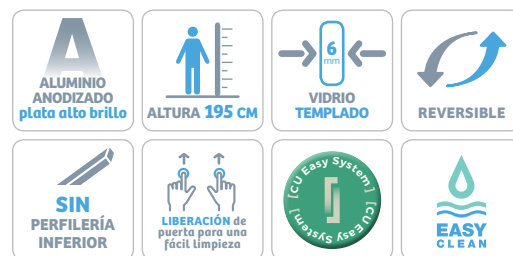 A
ALUMINIO
ANODIZADO
plata alto brillo
ALTURA 195 CM
6
mm
VIDRIO
TEMPLADO
REVERSIBLE
SIN
PERFILERÍA
INFERIOR
LIBERACIÓN de
puerta para una
fácil limpieza
[CU Easy System]
[CU Easy System]
EASY
CLEAN